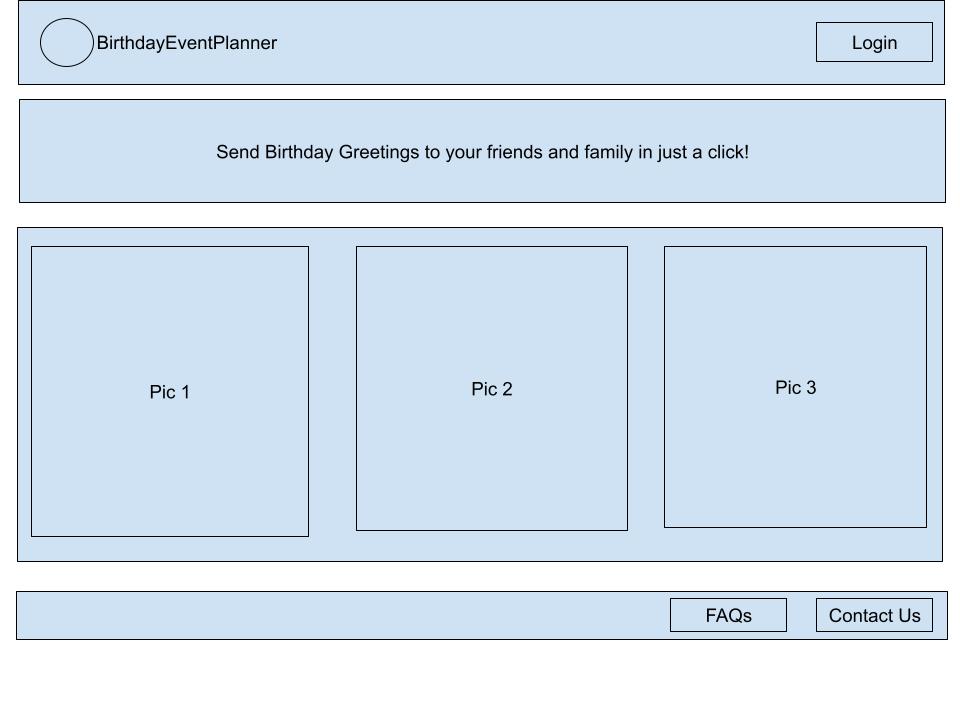 BirthdayEventPlanner
Login
Send Birthday Greetings to your friends and family in just a click!
Pic 1
Pic 2
Pic 3
FAQs
Contact Us